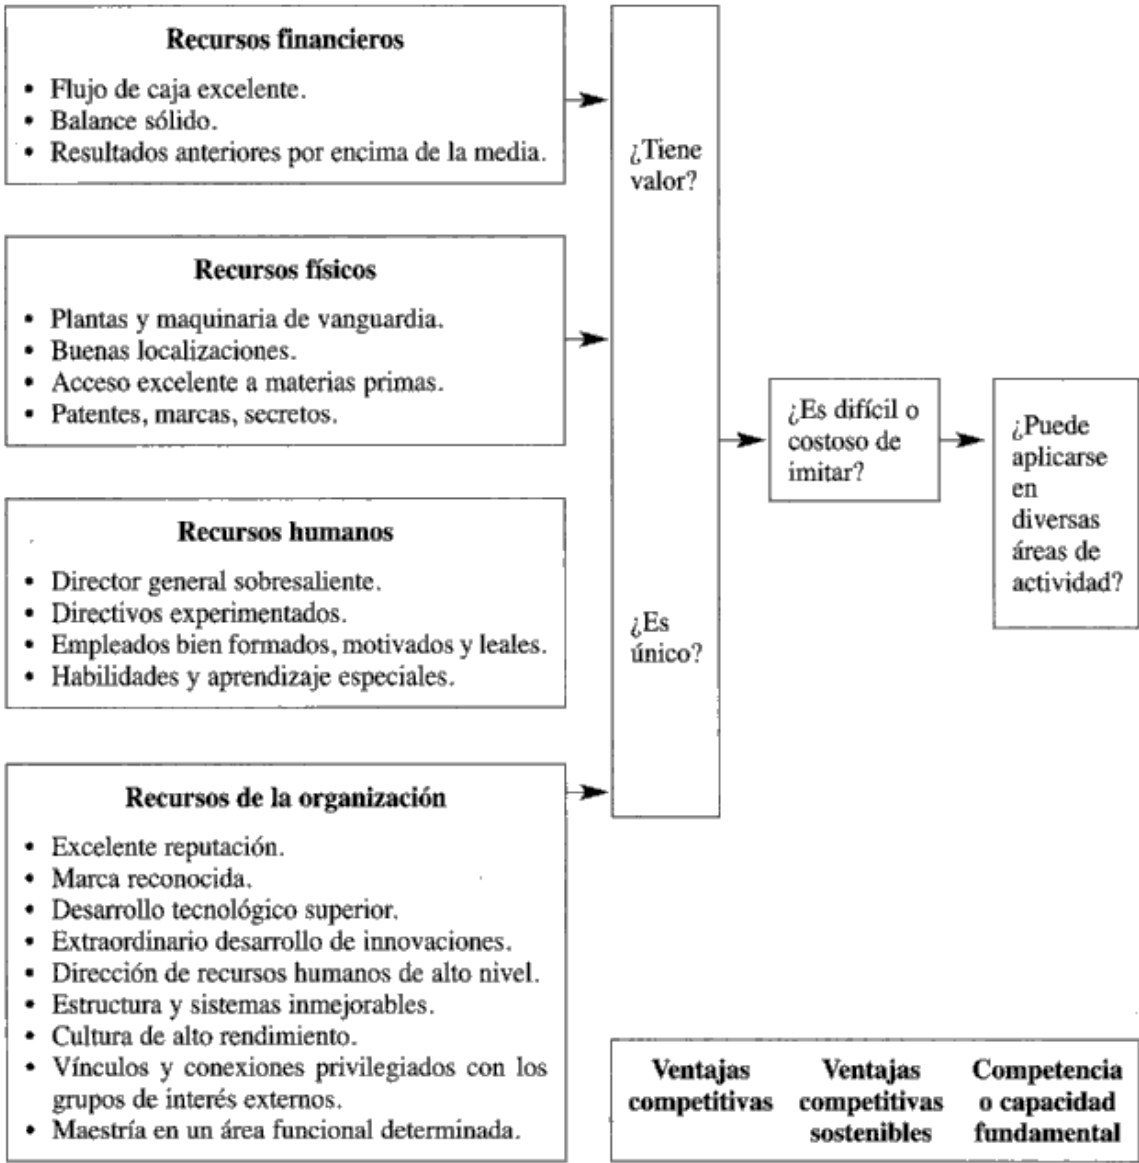 Recursos financieros
• Flujo de caja excelente.
• Balance sólido.
• Resultados anteriores por encima de la media.
Recursos físicos
• Plantas y maquinaria de vanguardia.
• Buenas localizaciones.
• Acceso excelente a materias primas.
• Patentes, marcas, secretos.
Recursos humanos
• Director general sobresaliente.
• Directivos experimentados.
• Empleados bien formados, motivados y leales.
• Habilidades y aprendizaje especiales.
Recursos de la organización
• Excelente reputación.
• Marca reconocida.
• Desarrollo tecnológico superior.
• Extraordinario desarrollo de innovaciones.
• Dirección de recursos humanos de alto nivel.
• Estructura y sistemas inmejorables.
• Cultura de alto rendimiento.
• Vínculos y conexiones privilegiados con los
grupos de interés externos.
• Maestría en un área funcional determinada.
¿Tiene
valor?
¿Es
único?
¿Es difícil o
costoso de
imitar?
¿Puede
aplicarse
en
diversas
áreas de
actividad?
Ventajas
competitivas
Ventajas
competitivas
sostenibles
Competencia
o capacidad
fundamental